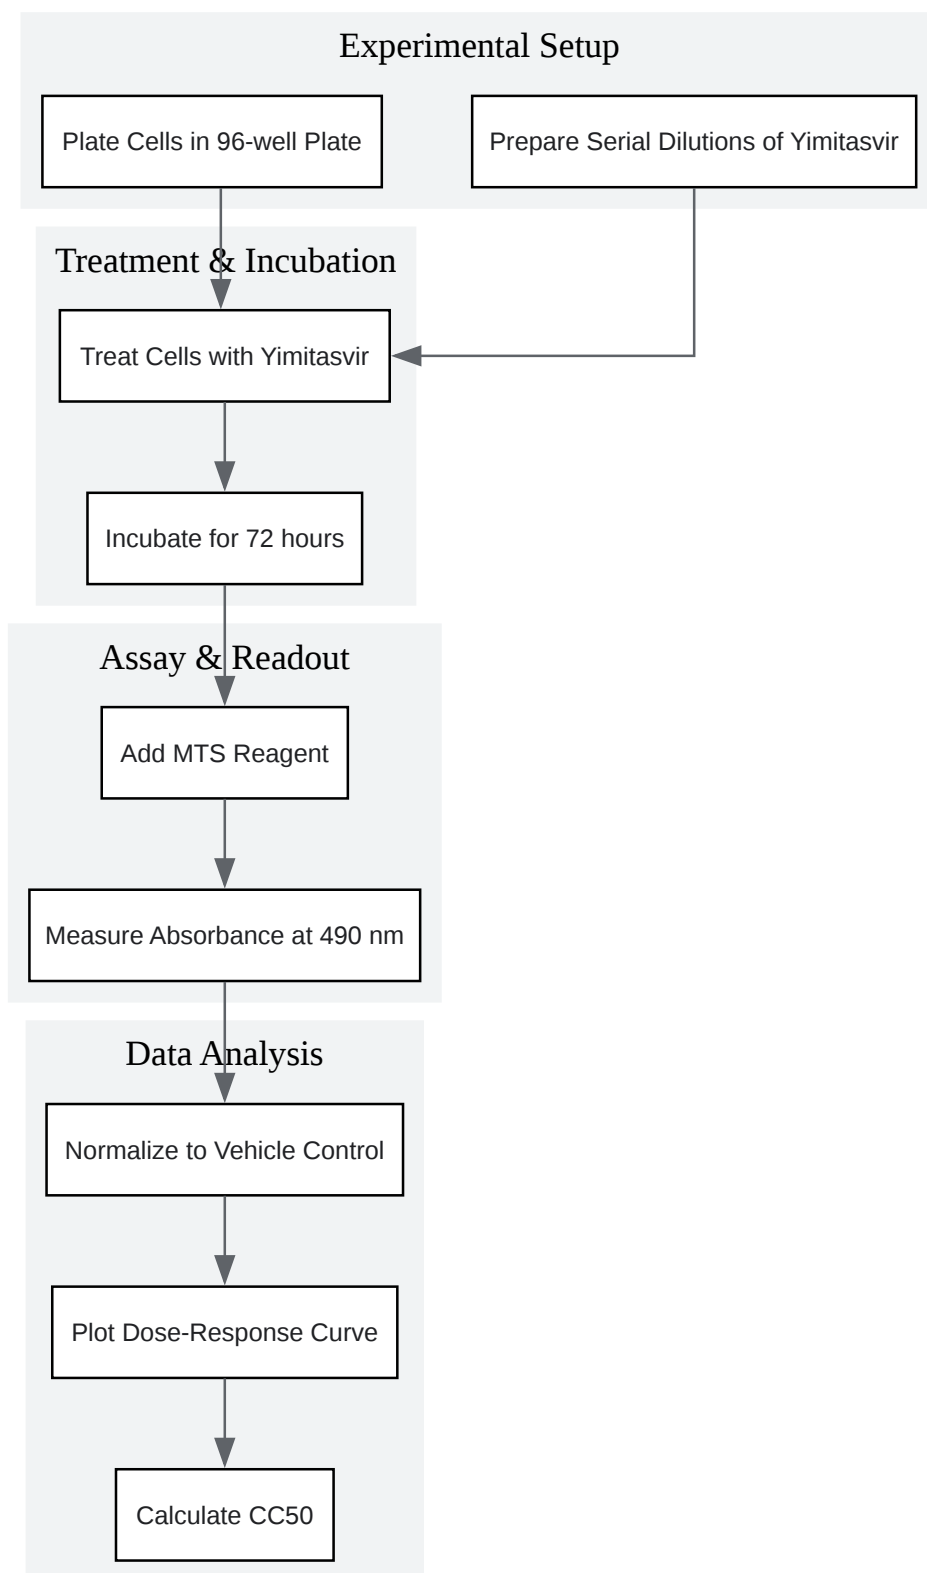 Experimental Setup
Plate Cells in 96-well Plate
Prepare Serial Dilutions of Yimitasvir
Treatment & Incubation
Treat Cells with Yimitasvir
Incubate for 72 hours
Assay & Readout
Add MTS Reagent
Measure Absorbance at 490 nm
Data Analysis
Normalize to Vehicle Control
Plot Dose-Response Curve
Calculate CC50